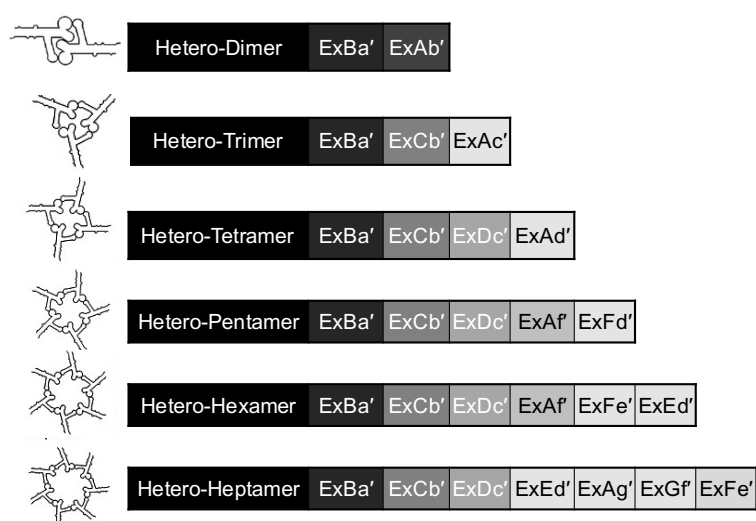 Hetero-Dimer ExBa′ ExAb′
Hetero-Trimer ExBa′ ExCb′ ExAc′
Hetero-Tetramer ExBa′ ExCb′ ExDc′ ExAd′
Hetero-Pentamer ExBa′ ExCb′ ExDc′ ExAf′ ExFd′
Hetero-Hexamer ExBa′ ExCb′ ExDc′ ExAf′ ExFe′ ExEd′
Hetero-Heptamer ExBa′ ExCb′ ExDc′ ExEd′ ExAg′ ExGf′ ExFe′